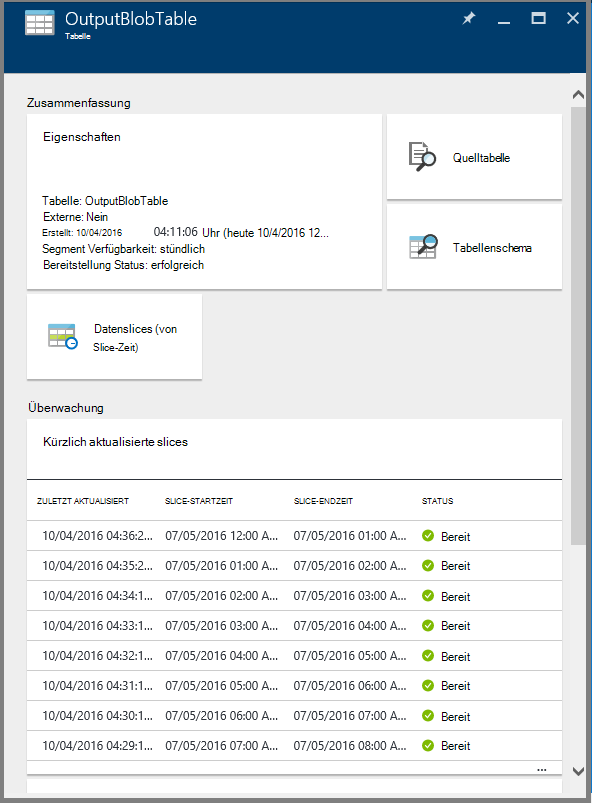 OutputBlobTable
Tabelle
Zusammenfassung
Eigenschaften
Tabelle: OutputBlobTable
Externe: Nein
Erstellt: 10/04/2016 04:11:06 Uhr (heute 10/4/2016 12...
Segment Verfügbarkeit: stündlich
Bereitstellung Status: erfolgreich
Quelltabelle
Tabellenschema
Datenslices (von
Slice-Zeit)
Überwachung
Kürzlich aktualisierte slices
ZULETZT AKTUALISIERT SLICE-STARTZEIT SLICE-ENDZEIT STATUS
10/04/2016 04:36:2... 07/05/2016 12:00 A... 07/05/2016 01:00 A... Bereit
10/04/2016 04:35:2... 07/05/2016 01:00 A... 07/05/2016 02:00 A... Bereit
10/04/2016 04:34:1... 07/05/2016 02:00 A... 07/05/2016 03:00 A... Bereit
10/04/2016 04:33:1... 07/05/2016 03:00 A... 07/05/2016 04:00 A... Bereit
10/04/2016 04:32:1... 07/05/2016 04:00 A... 07/05/2016 05:00 A... Bereit
10/04/2016 04:31:1... 07/05/2016 05:00 A... 07/05/2016 06:00 A... Bereit
10/04/2016 04:30:1... 07/05/2016 06:00 A... 07/05/2016 07:00 A... Bereit
10/04/2016 04:29:1... 07/05/2016 07:00 A... 07/05/2016 08:00 A... Bereit
...